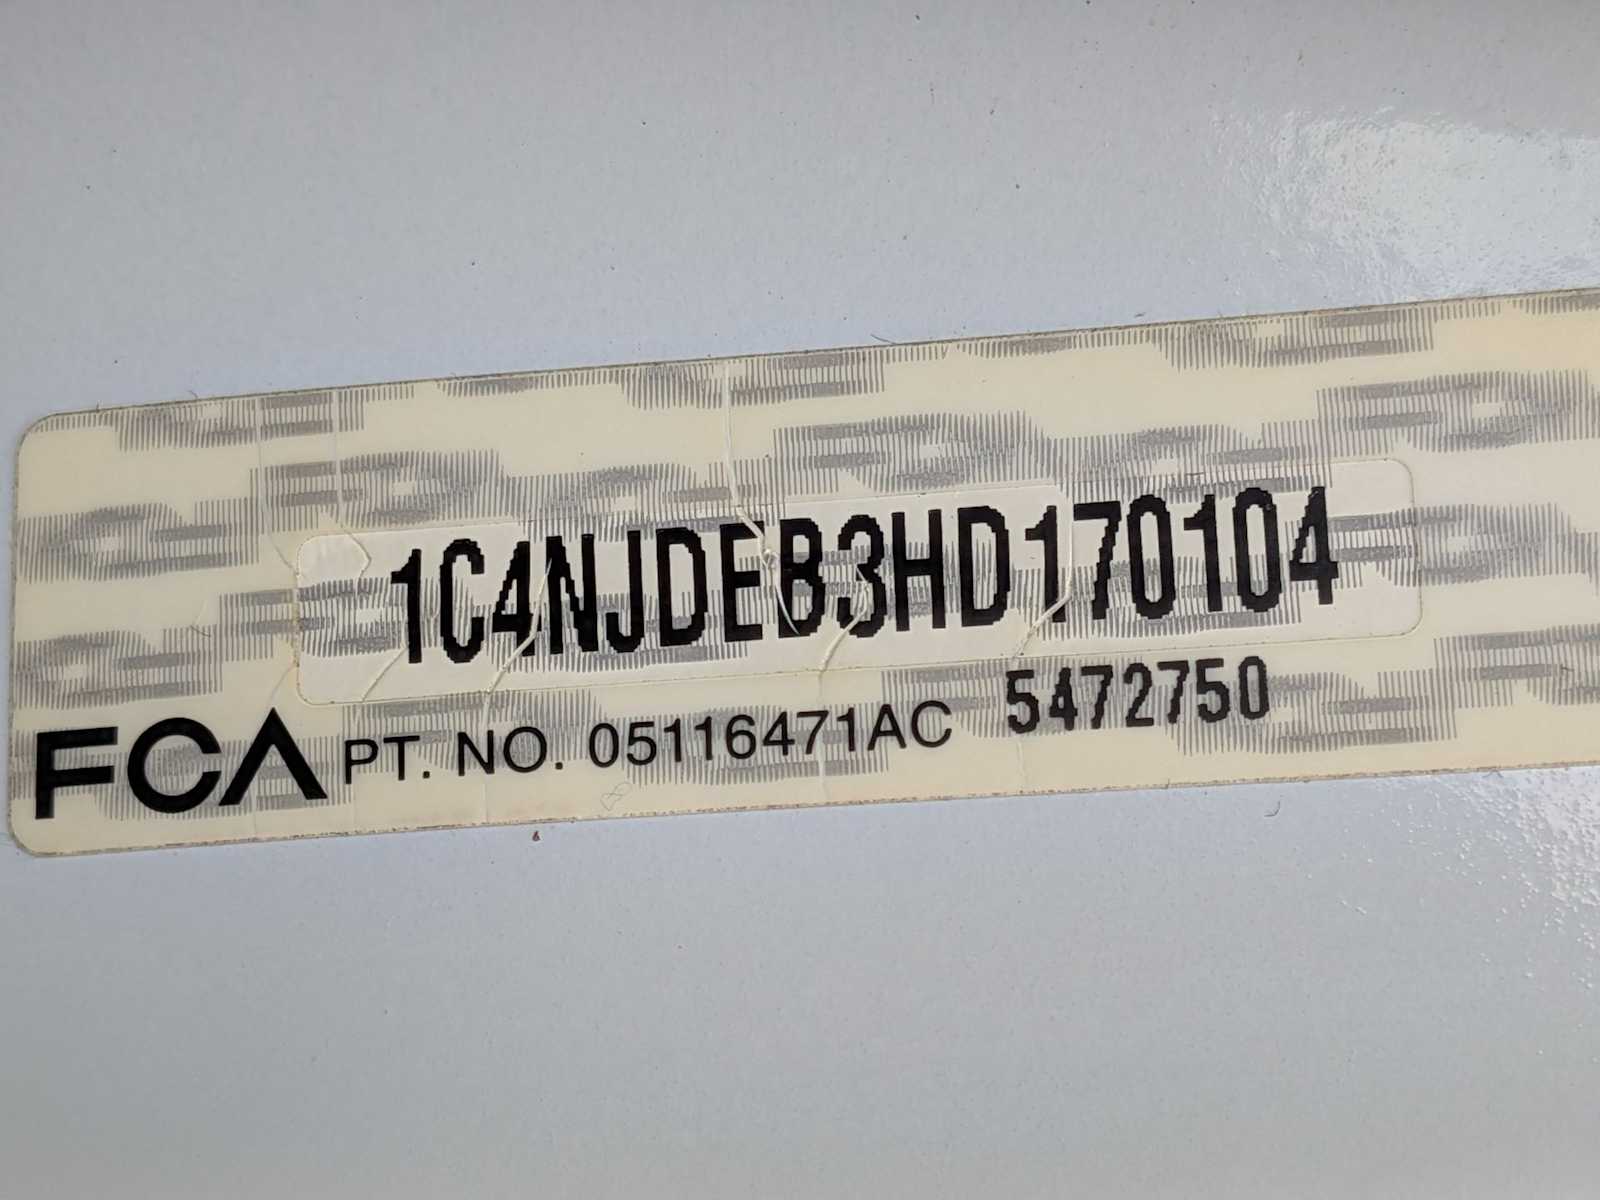 1C4NJDEB3HD170104
FCA PT. NO. 05116471AC 5472750